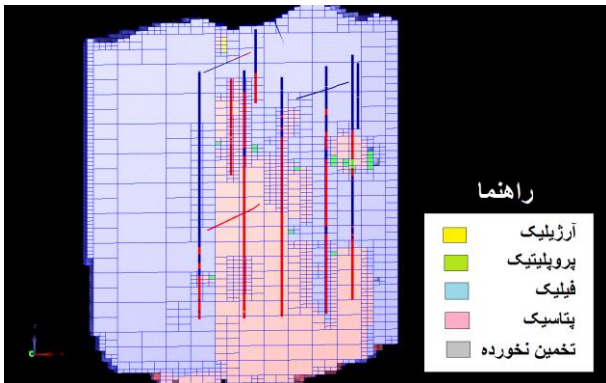 راهنما
آرژیلیک
پروپلیتیک
فیلیک
پتاسیک
تخمین نخورده